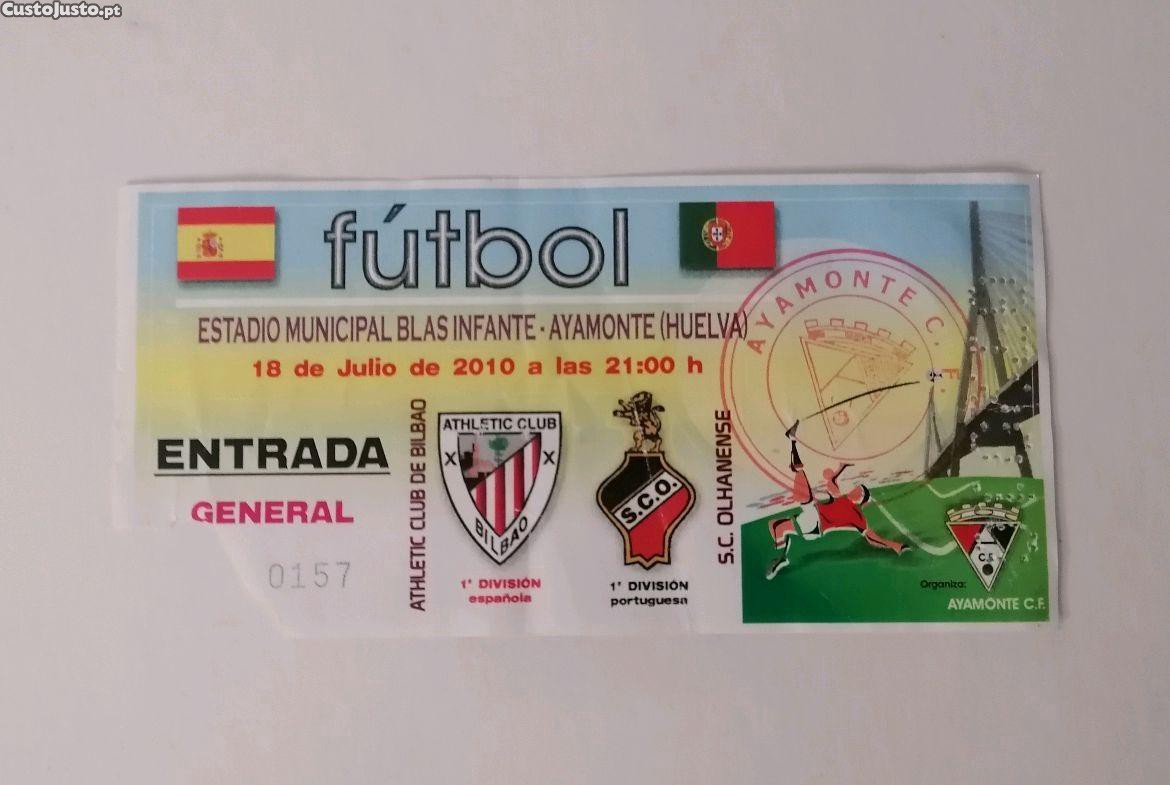 CustoJusto.pt
fútbol
ESTADIO MUNICIPAL BLAS INFANTE - AYAMONTE (HUELVA)
18 de Julio de 2010 a las 21:00 h
ENTRADA
GENERAL
0157
ATHLETIC CLUB DE BILBAO
ATHLETIC CLUB
BILBAO
1ª DIVISIÓN
española
S.C.O.
1ª DIVISIÓN
portuguesa
S.C. OLHANENSE
AYAMONTE C. F.
C.F.
Organiza:
AYAMONTE C.F.